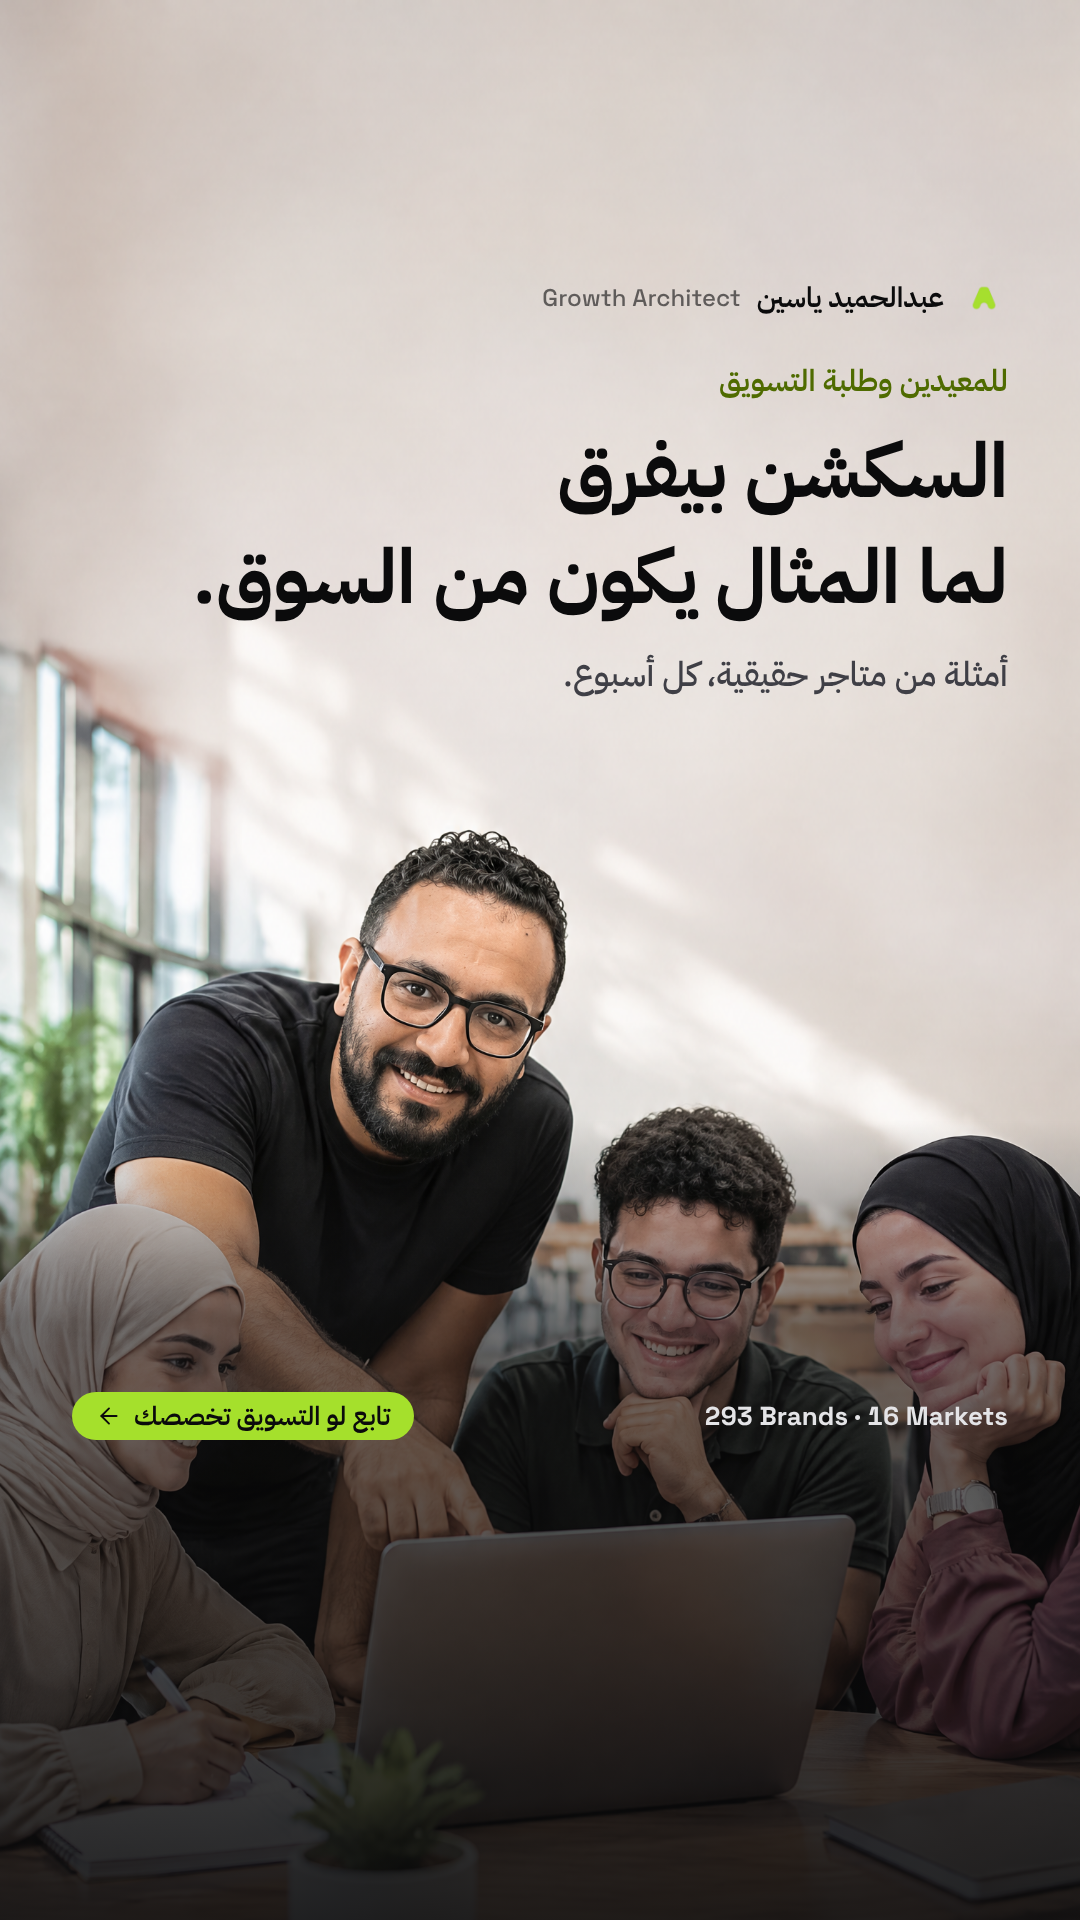 عبدالحميد ياسين Growth Architect
للمعيدين وطلبة التسويق
السكشن بيفرق
لما المثال يكون من السوق.
أمثلة من متاجر حقيقية، كل أسبوع.
293 Brands · 16 Markets
تابع لو التسويق تخصصك ←